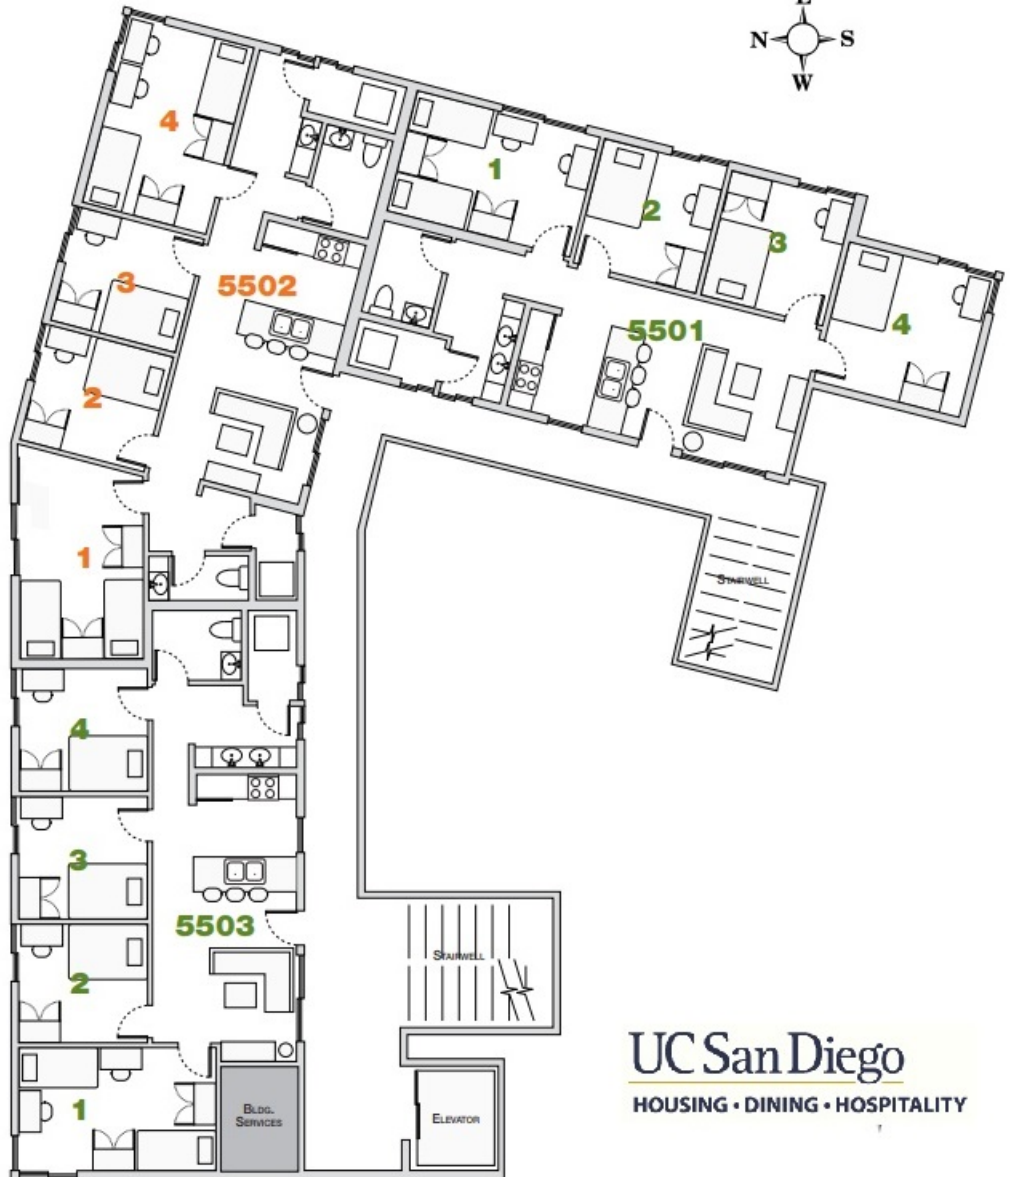 E
N S
W
4
1
2
3
4
3
5502
5501
2
1
STAIRWELL
4
3
5503
STAIRWELL
2
1
BLDG.
SERVICES
ELEVATOR
UC San Diego
HOUSING • DINING • HOSPITALITY